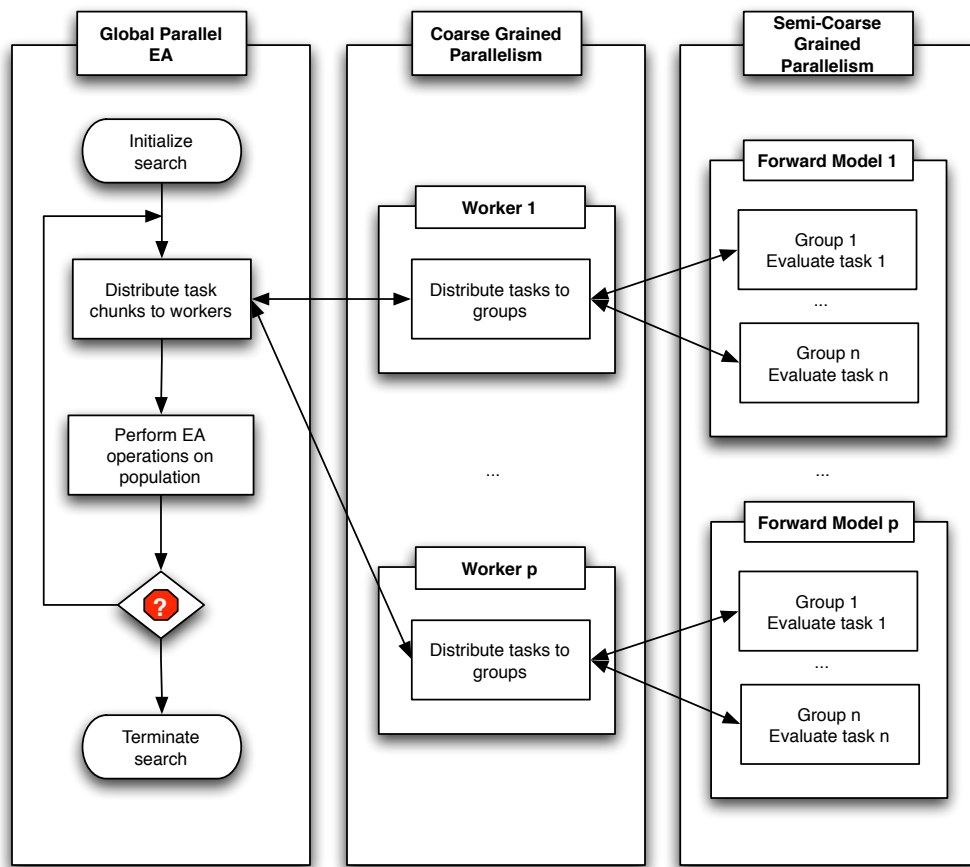 Global Parallel
EA
Initialize
search
Distribute task
chunks to workers
Perform EA
operations on
population
?
Terminate
search
Coarse Grained
Parallelism
Worker 1
Distribute tasks to
groups
...
Worker p
Distribute tasks to
groups
Semi-Coarse
Grained
Parallelism
Forward Model 1
Group 1
Evaluate task 1
...
Group n
Evaluate task n
...
Forward Model p
Group 1
Evaluate task 1
...
Group n
Evaluate task n